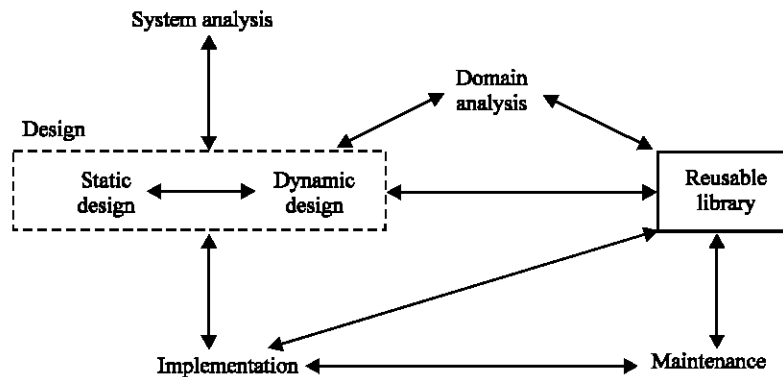 System analysis
Domain
analysis
Design
Static
design
Dynamic
design
Reusable
library
Implementation
Maintenance